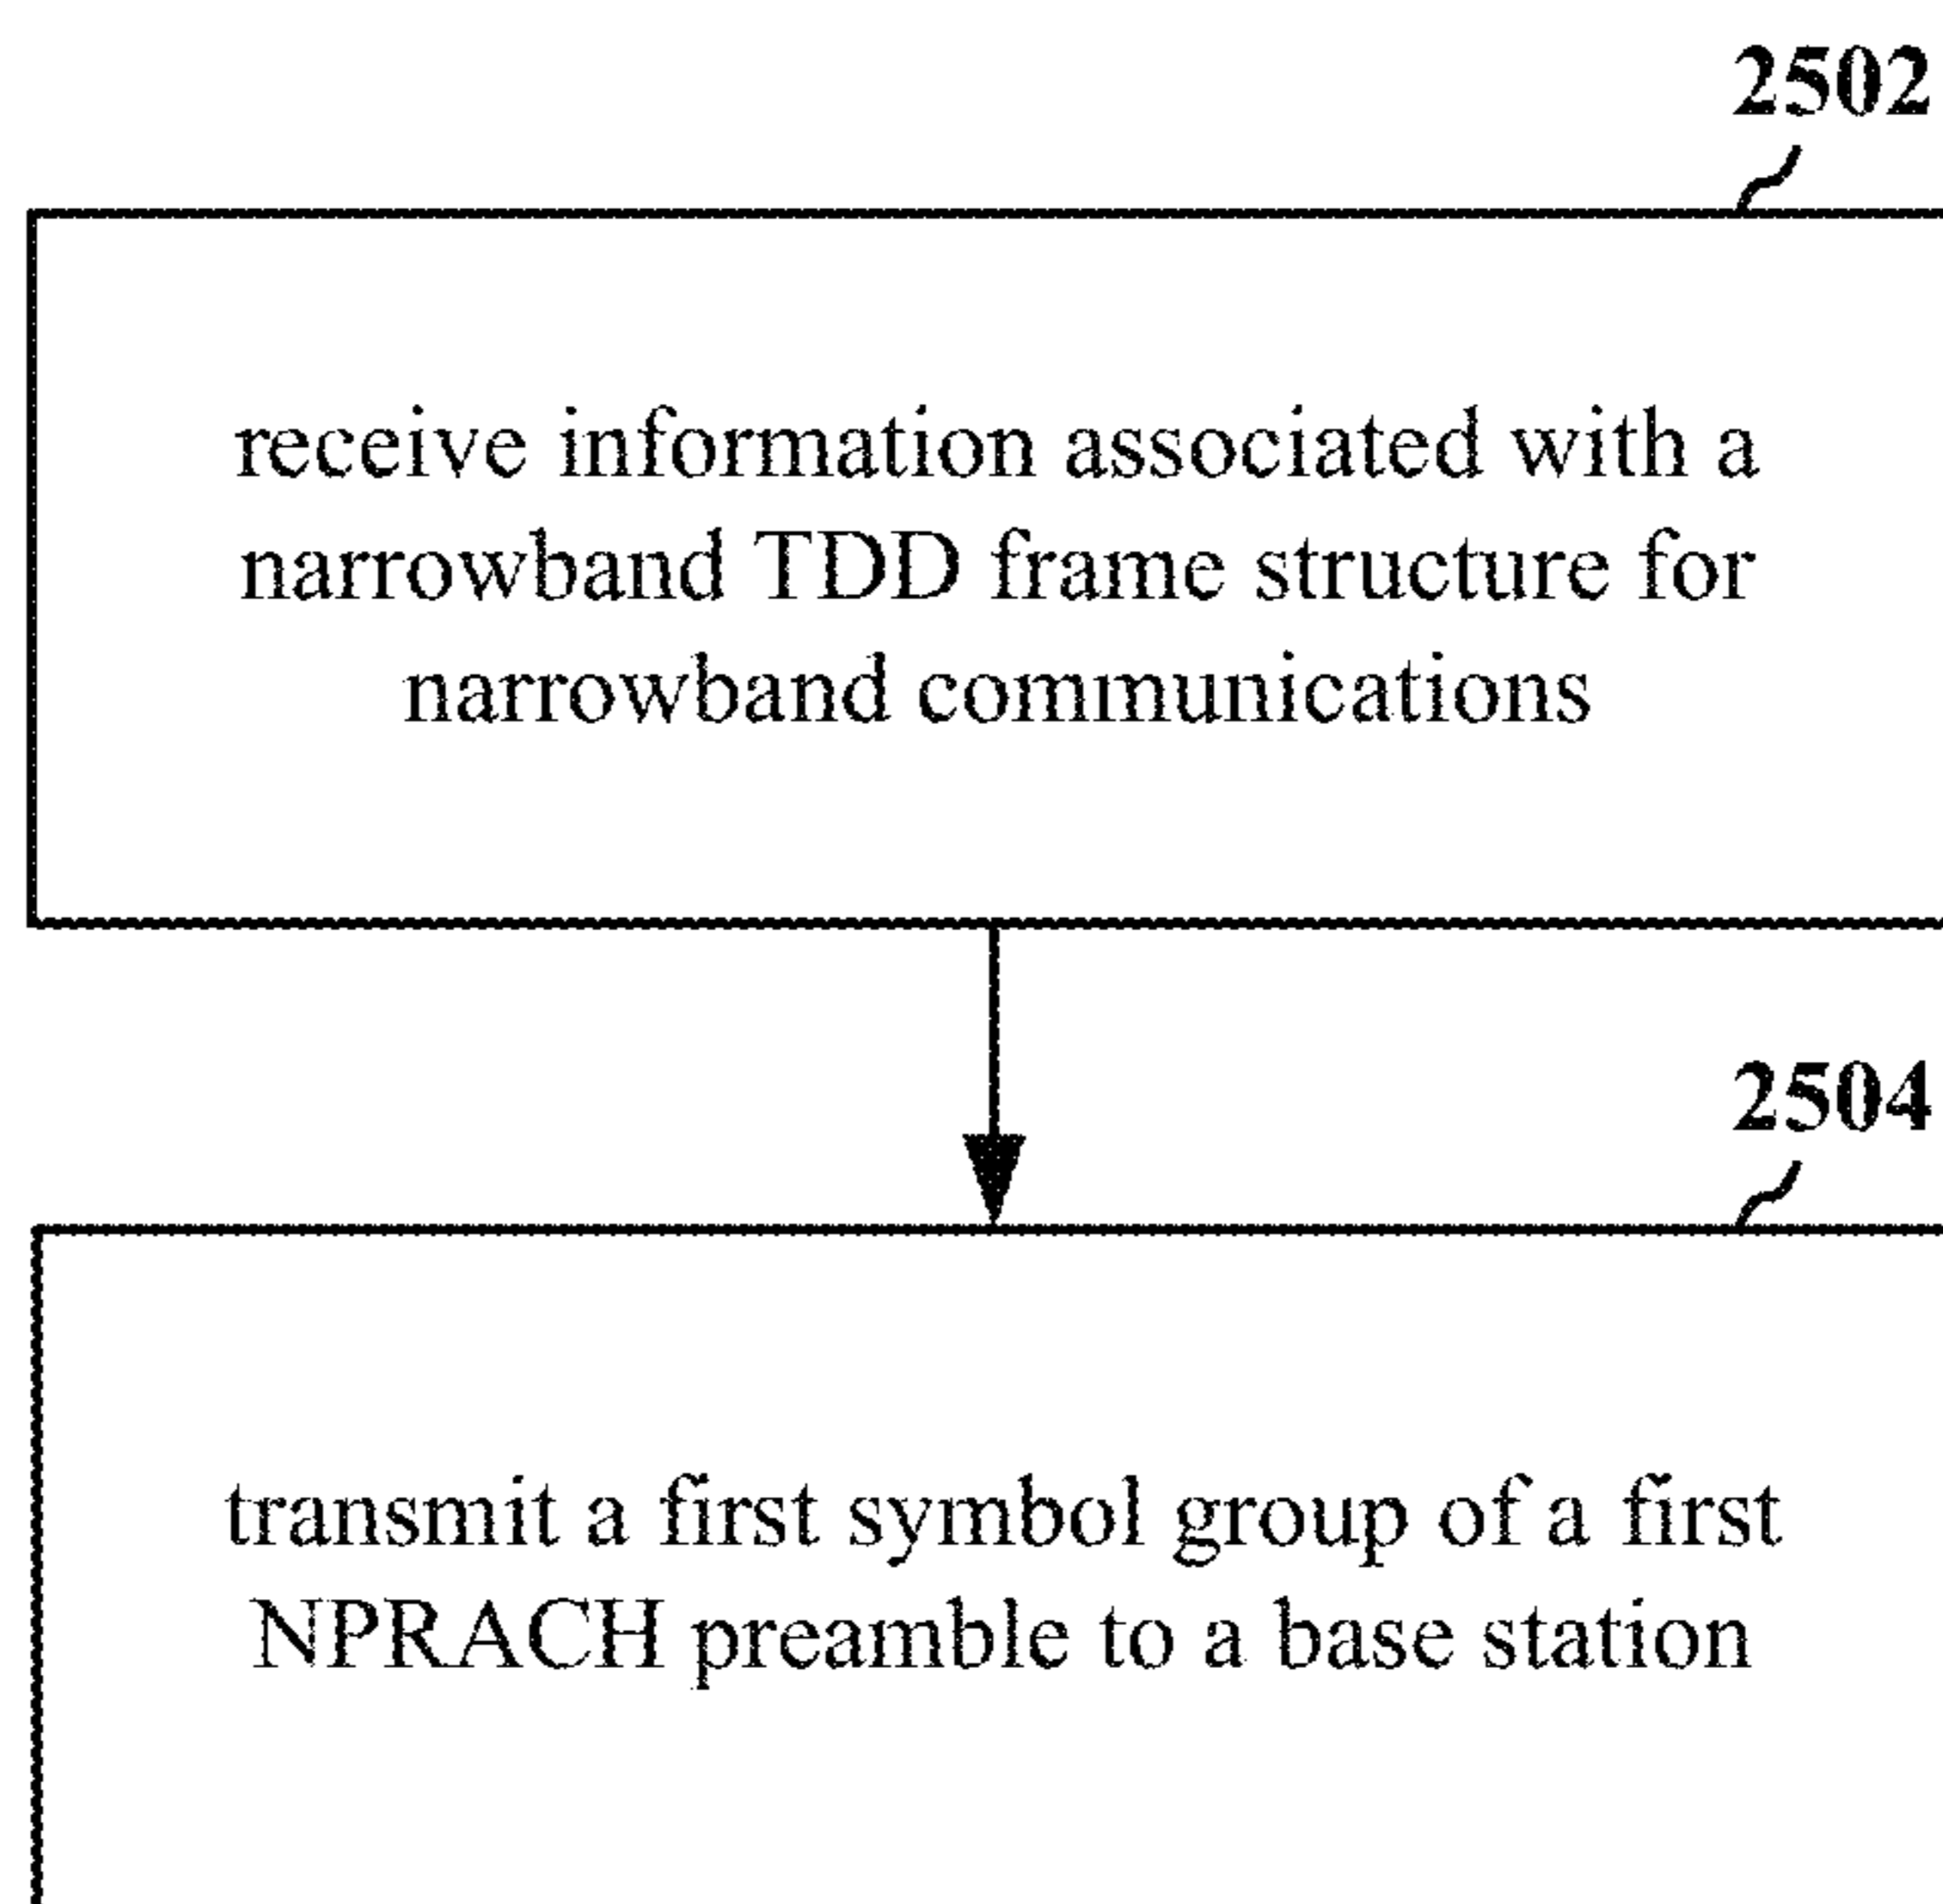 2502
receive information associated with a
narrowband TDD frame structure for
narrowband communications
2504
transmit a first symbol group of a first
NPRACH preamble to a base station